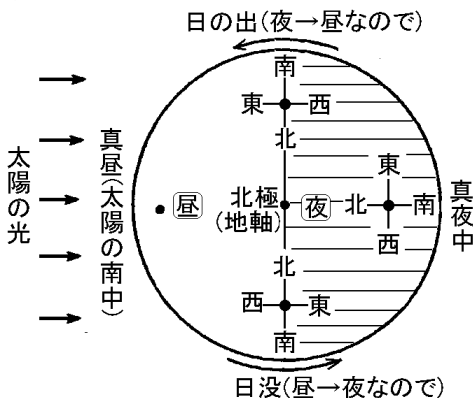 日の出(夜→昼なので)
南
東 西
北
太陽の光
真昼(太陽の南中)
昼
北極
(地軸)
夜
東
北 南
西
真夜中
北
西 東
南
日没(昼→夜なので)